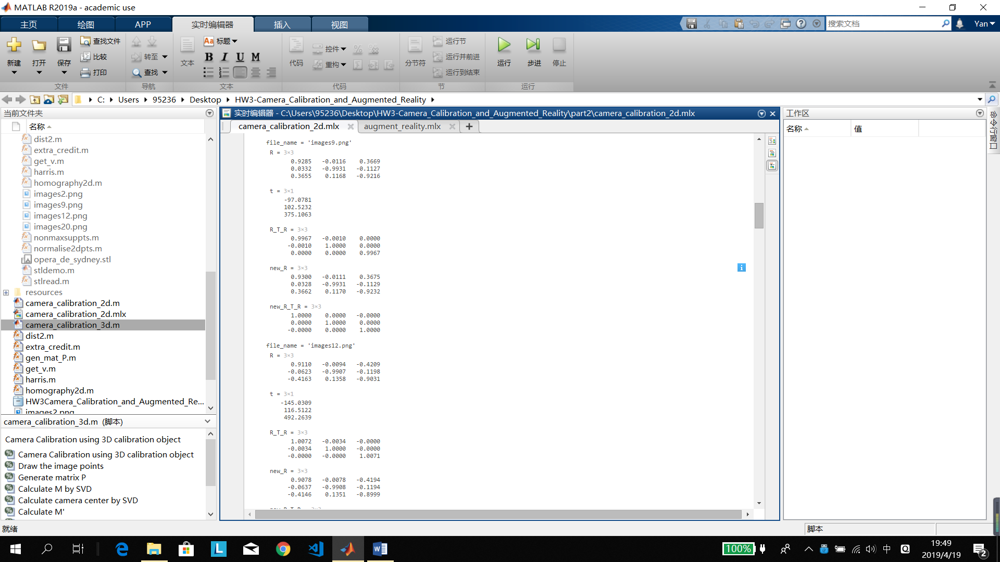 MATLAB R2019a - academic use
主页
绘图
APP
实时编辑器
插入
视图
搜索文档
Yan
新建
打开
保存
查找文件
比较
打印
文件
转至
查找
导航
文本
Aa 标题
B I U M
文本
代码
控件
重构
代码
分节符
运行节
运行并前进
运行到结束
节
运行
步进
停止
运行
C: Users 95236 Desktop HW3-Camera_Calibration_and_Augmented_Reality
当前文件夹
名称
dist2.m
extra_credit.m
get_v.m
harris.m
homography2d.m
images2.png
images9.png
images12.png
images20.png
nonmaxsuppts.m
normalise2dpts.m
opera_de_sydney.stl
stldemo.m
stlread.m
resources
camera_calibration_2d.m
camera_calibration_2d.mlx
camera_calibration_3d.m
dist2.m
extra_credit.m
gen_mat_P.m
get_v.m
harris.m
homography2d.m
HW3Camera_Calibration_and_Augmented_Re...
images2.png
camera_calibration_3d.m (脚本)
Camera Calibration using 3D calibration object
Camera Calibration using 3D calibration object
Draw the image points
Generate matrix P
Calculate M by SVD
Calculate camera center by SVD
Calculate M'
实时编辑器 - C:\Users\95236\Desktop\HW3-Camera_Calibration_and_Augmented_Reality\part2\camera_calibration_2d.mlx
camera_calibration_2d.mlx
augment_reality.mlx
file_name = 'images9.png'
R = 3×3
0.9285 -0.0116 0.3669
0.0332 -0.9931 -0.1127
0.3655 0.1168 -0.9216
t = 3×1
-97.0781
102.5232
375.1063
R_T_R = 3×3
0.9967 -0.0010 0.0000
-0.0010 1.0000 0.0000
0.0000 0.0000 0.9967
new_R = 3×3
0.9300 -0.0111 0.3675
0.0328 -0.9931 -0.1129
0.3662 0.1170 -0.9232
new_R_T_R = 3×3
1.0000 0.0000 -0.0000
0.0000 1.0000 0.0000
-0.0000 0.0000 1.0000
file_name = 'images12.png'
R = 3×3
0.9110 -0.0094 -0.4209
-0.0623 -0.9907 -0.1198
-0.4163 0.1358 -0.9031
t = 3×1
-145.0309
116.5122
492.2639
R_T_R = 3×3
1.0072 -0.0034 -0.0000
-0.0034 1.0000 -0.0000
-0.0000 -0.0000 1.0071
new_R = 3×3
0.9078 -0.0078 -0.4194
-0.0637 -0.9908 -0.1194
-0.4146 0.1351 -0.8999
new_R_T_R = 3×3
工作区
名称
值
命令行窗口
就绪
脚本
100%
中
19:49
2019/4/19
2